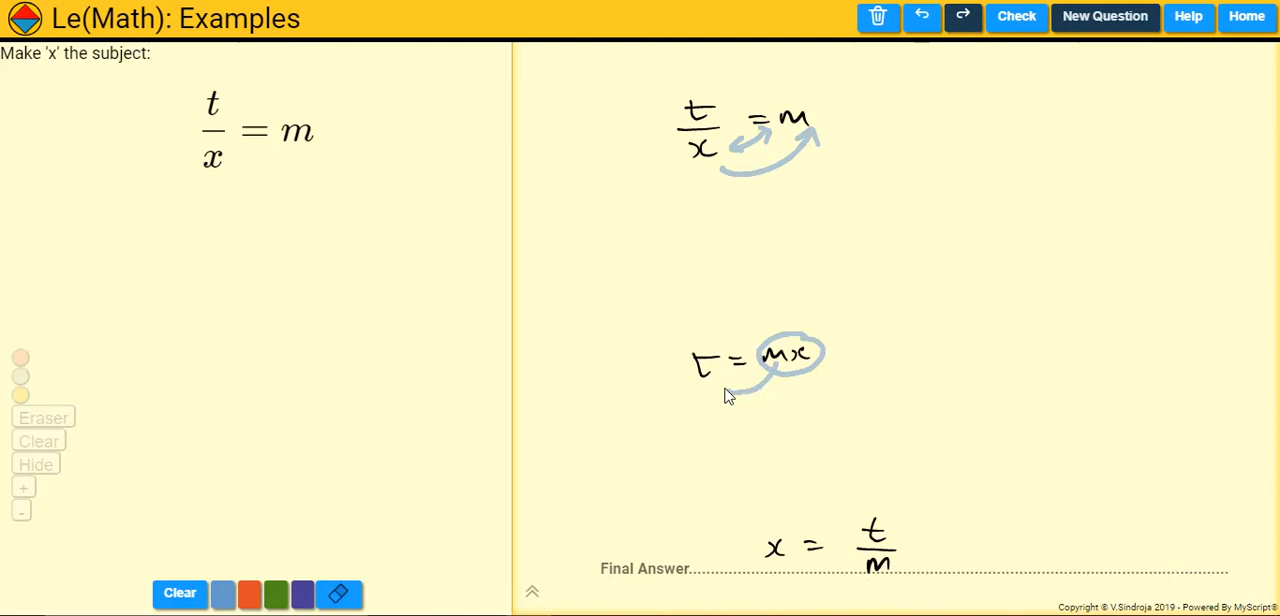 Le(Math): Examples
Check
New Question
Help
Home
Make 'x' the subject:
t/x = m
t/x = m
t = mx
Eraser
Clear
Hide
+
-
x = t/m
Final Answer
Clear
Copyright © V.Sindroja 2019 - Powered By MyScript®